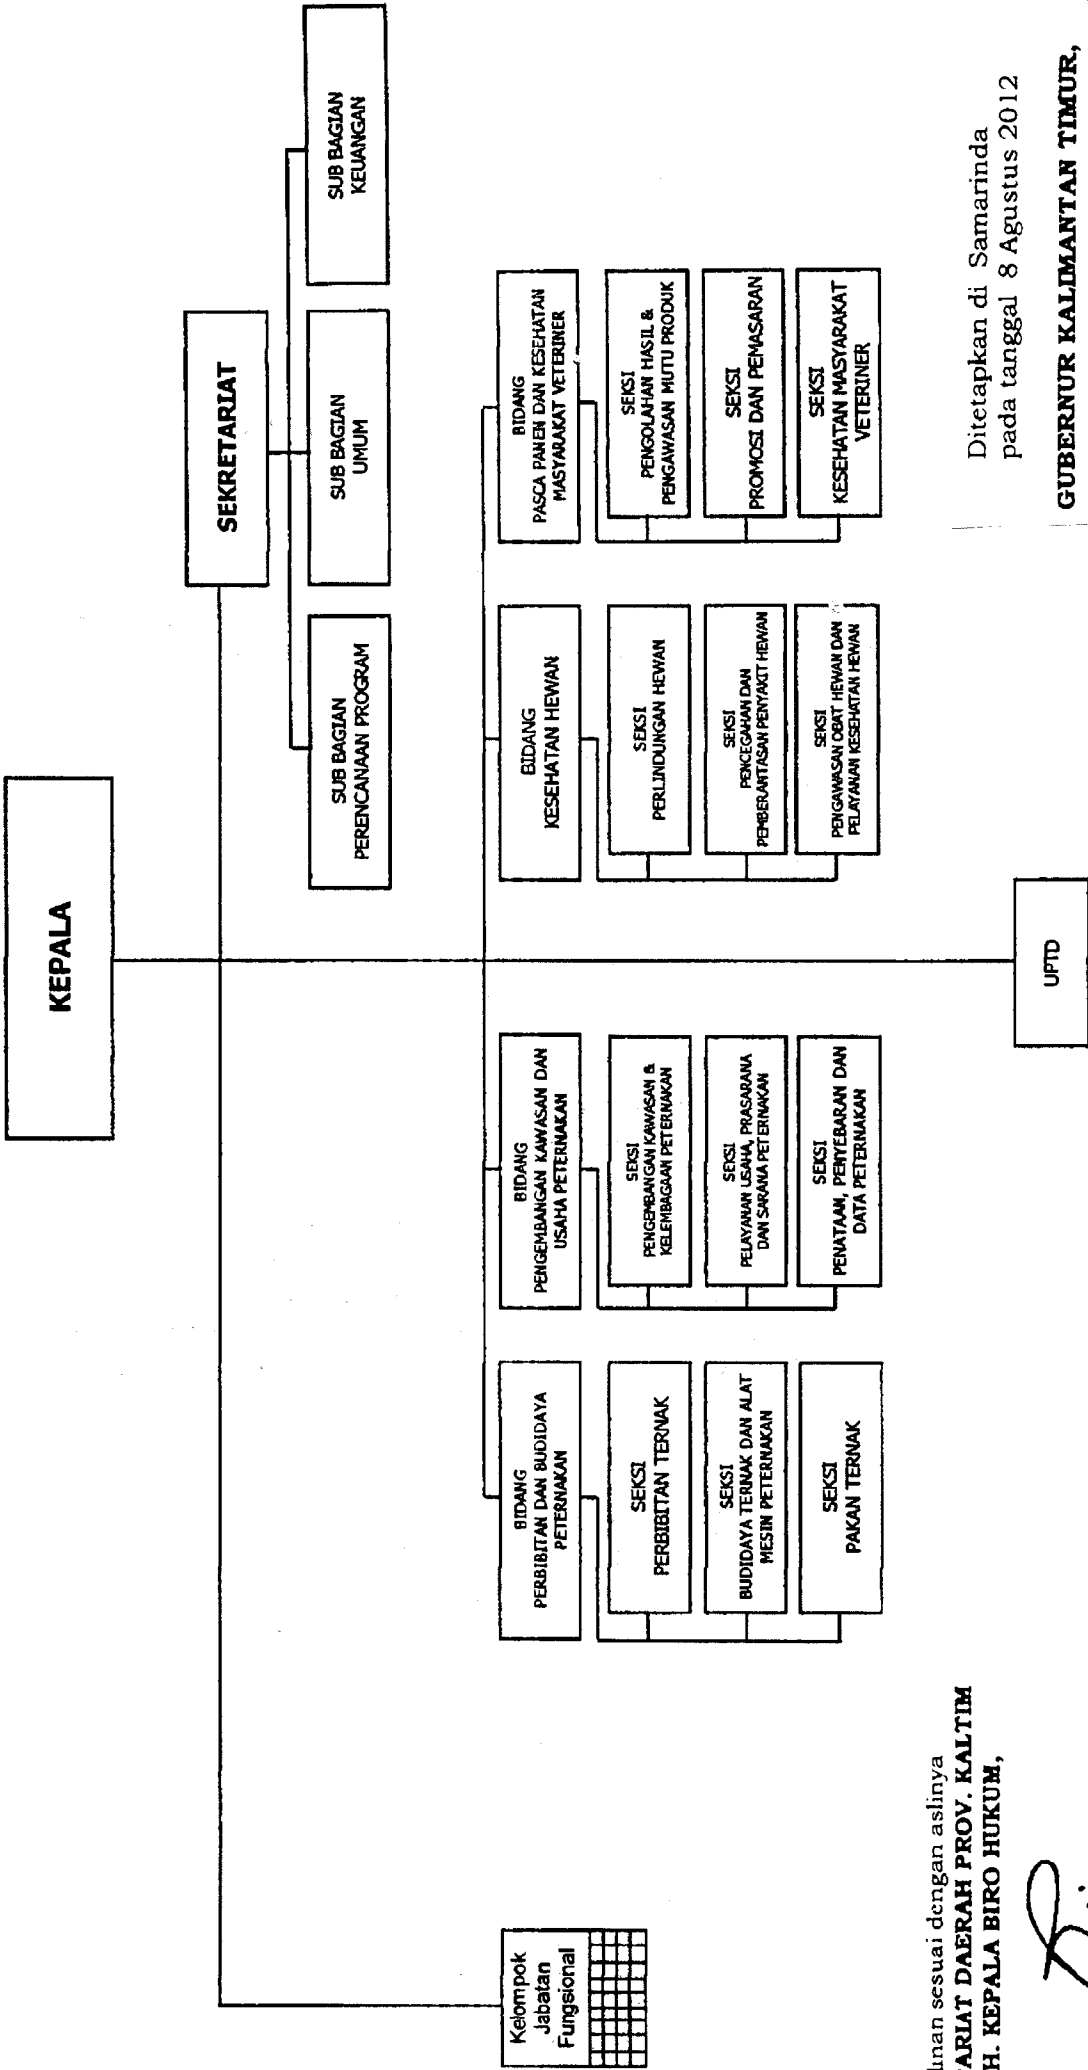 KEPALA
SEKRETARIAT
SUB BAGIAN
PERENCANAAN PROGRAM
SUB BAGIAN
UMUM
SUB BAGIAN
KEUANGAN
Kelompok
Jabatan
Fungsional
BIDANG
PERBIBITAN DAN BUDIDAYA
PETERNAKAN
SEKSI
PERBIBITAN TERNAK
SEKSI
BUDIDAYA TERNAK DAN ALAT
MESIN PETERNAKAN
SEKSI
PAKAN TERNAK
BIDANG
PENGEMBANGAN KAWASAN DAN
USAHA PETERNAKAN
SEKSI
PENGEMBANGAN KAWASAN &
KELEMBAGAAN PETERNAKAN
SEKSI
PELAYANAN USAHA, PRASARANA
DAN SARANA PETERNAKAN
SEKSI
PENATAAN, PENYEBARAN DAN
DATA PETERNAKAN
BIDANG
KESEHATAN HEWAN
SEKSI
PERLINDUNGAN HEWAN
SEKSI
PENCEGAHAN DAN
PEMBERANTASAN PENYAKIT HEWAN
SEKSI
PENGAWASAN OBAT HEWAN DAN
PELAYANAN KESEHATAN HEWAN
BIDANG
PASCA PANEN DAN KESEHATAN
MASYARAKAT VETERINER
SEKSI
PENGOLAHAN HASIL &
PENGAWASAN MUTU PRODUK
SEKSI
PROMOSI DAN PEMASARAN
SEKSI
KESEHATAN MASYARAKAT
VETERINER
UPTD
sesuai dengan aslinya
DAERAH PROV. KALTIM
KEPALA BIRO HUKUM,
Ditetapkan di Samarinda
pada tanggal 8 Agustus 2012
GUBERNUR KALIMANTAN TIMUR,